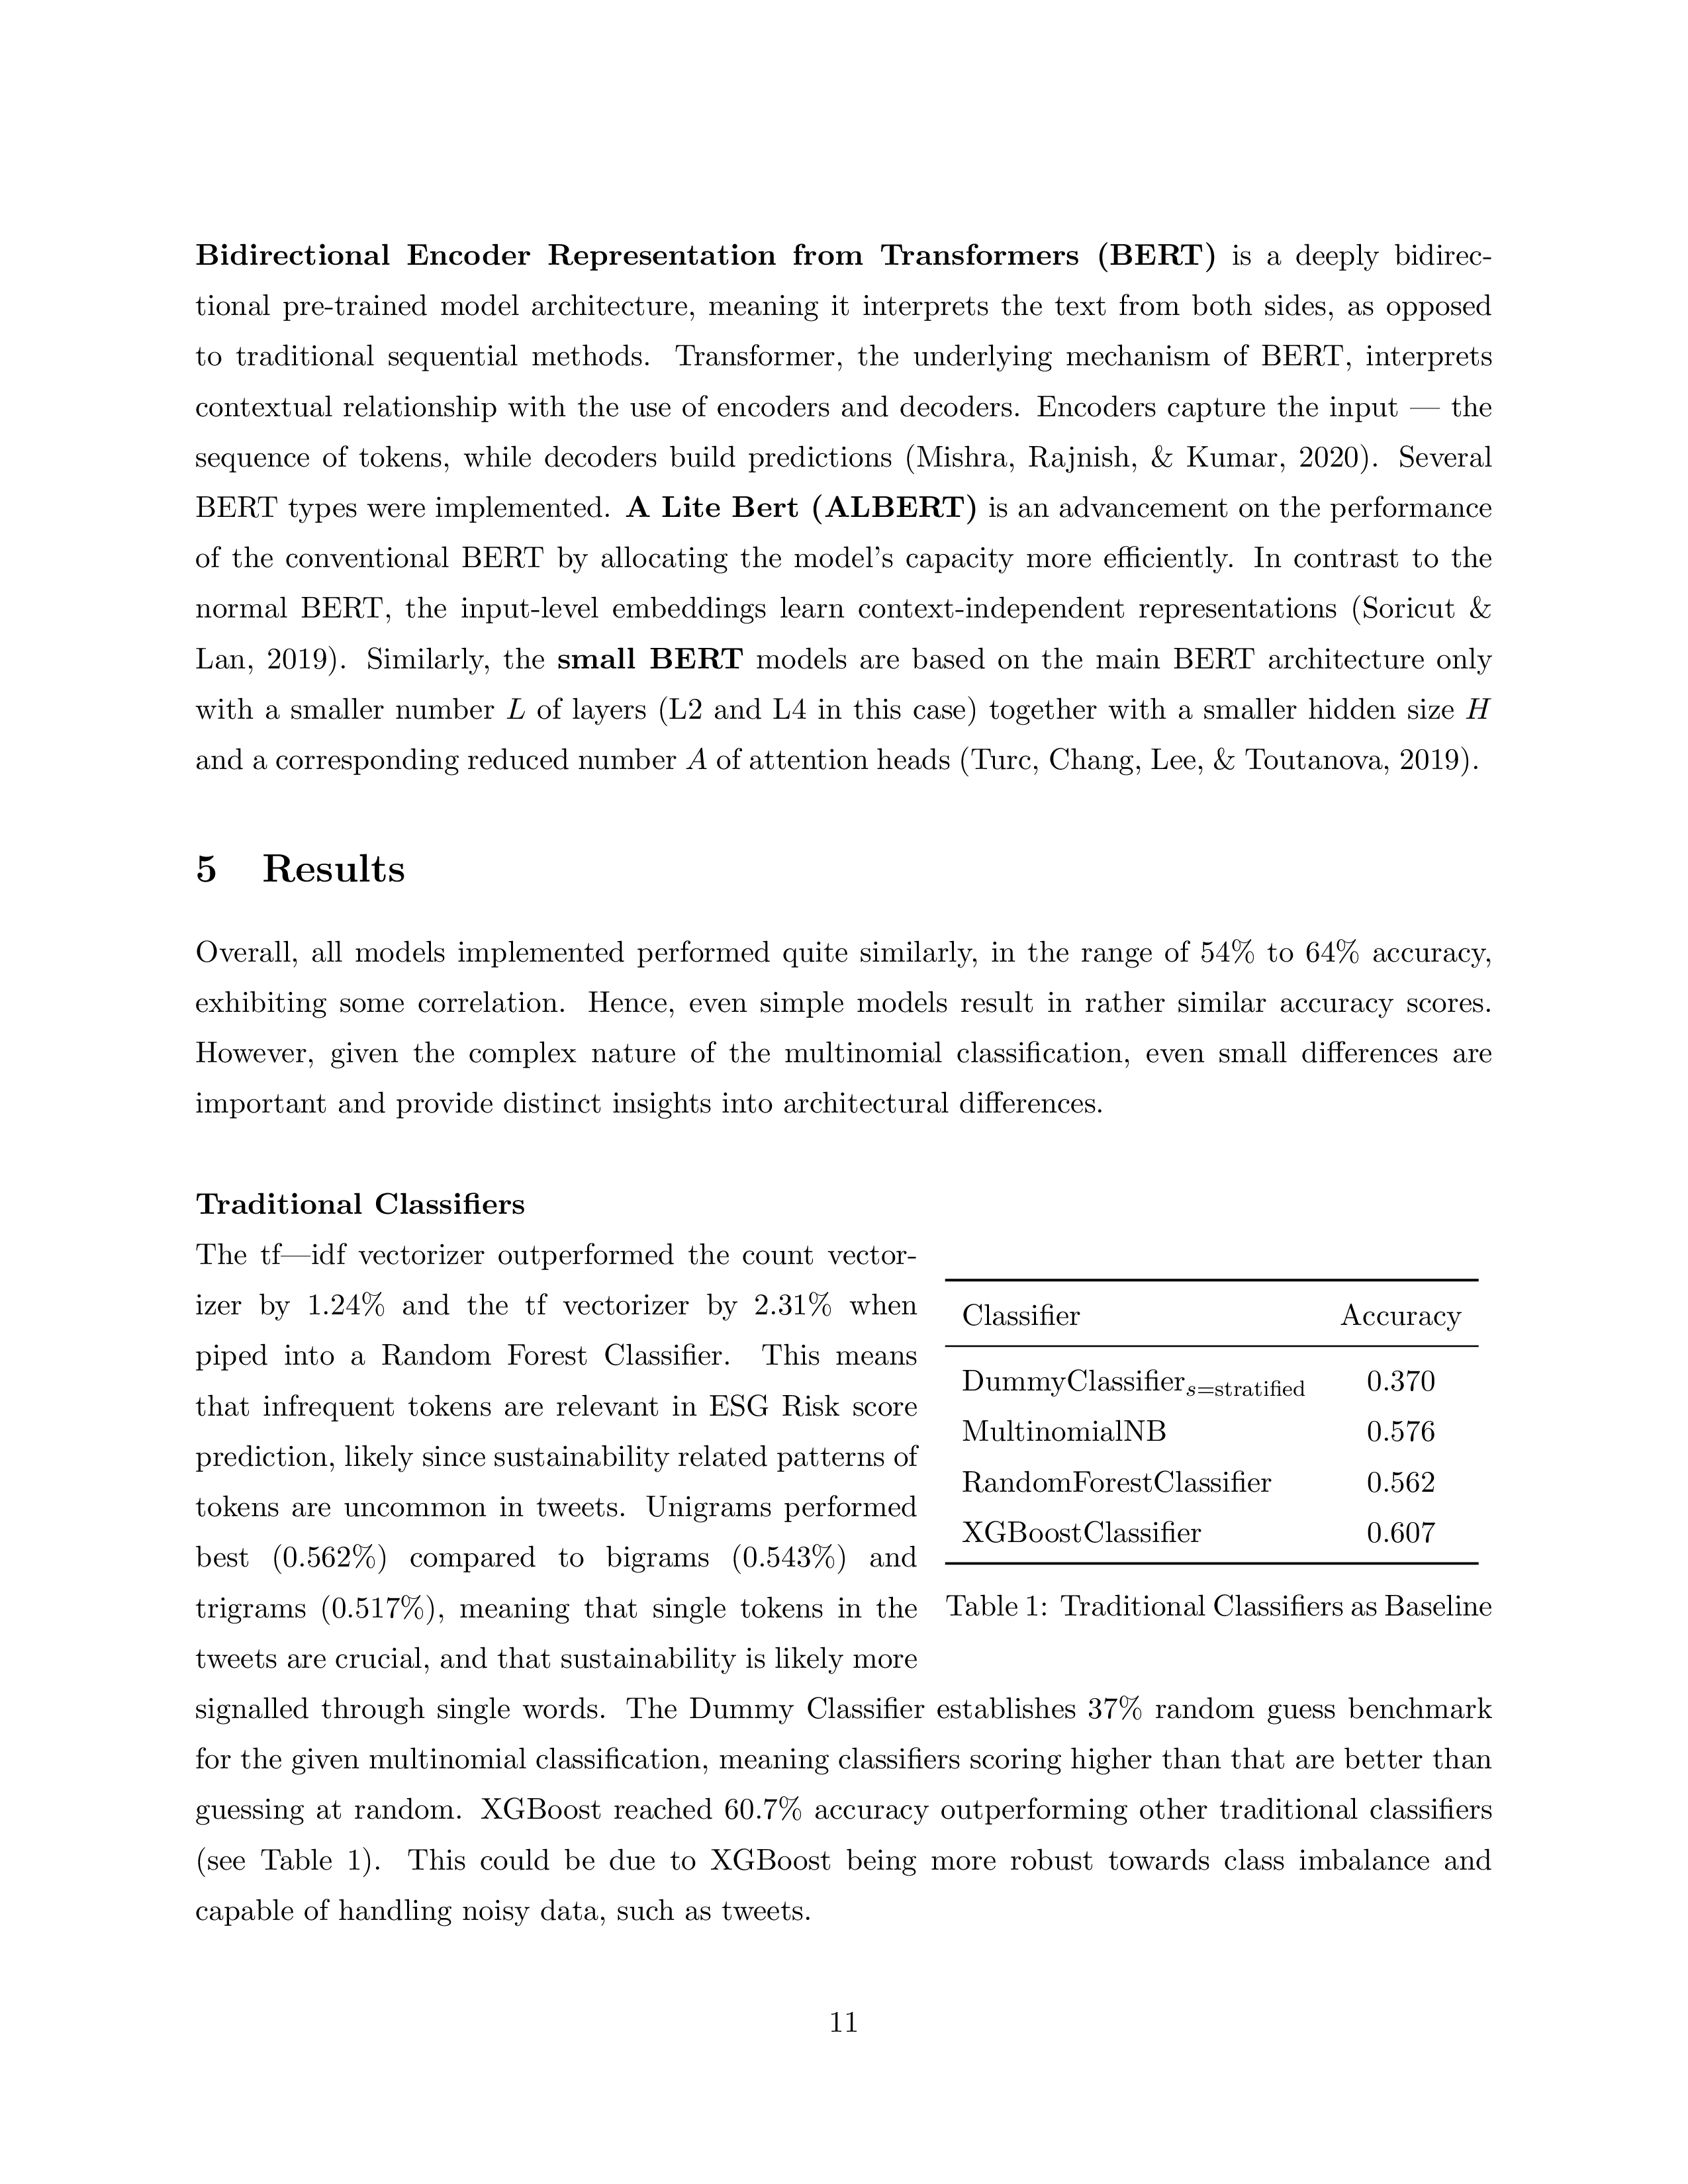 Bidirectional Encoder Representation from Transformers (BERT) is a deeply bidirec-
tional pre-trained model architecture, meaning it interprets the text from both sides, as opposed
to traditional sequential methods. Transformer, the underlying mechanism of BERT, interprets
contextual relationship with the use of encoders and decoders. Encoders capture the input — the
sequence of tokens, while decoders build predictions (Mishra, Rajnish, & Kumar, 2020). Several
BERT types were implemented. A Lite Bert (ALBERT) is an advancement on the performance
of the conventional BERT by allocating the model's capacity more efficiently. In contrast to the
normal BERT, the input-level embeddings learn context-independent representations (Soricut &
Lan, 2019). Similarly, the small BERT models are based on the main BERT architecture only
with a smaller number L of layers (L2 and L4 in this case) together with a smaller hidden size H
and a corresponding reduced number A of attention heads (Turc, Chang, Lee, & Toutanova, 2019).
5 Results
Overall, all models implemented performed quite similarly, in the range of 54% to 64% accuracy,
exhibiting some correlation. Hence, even simple models result in rather similar accuracy scores.
However, given the complex nature of the multinomial classification, even small differences are
important and provide distinct insights into architectural differences.
Traditional Classifiers
The tf—idf vectorizer outperformed the count vector-
izer by 1.24% and the tf vectorizer by 2.31% when
piped into a Random Forest Classifier. This means
that infrequent tokens are relevant in ESG Risk score
prediction, likely since sustainability related patterns of
tokens are uncommon in tweets. Unigrams performed
best (0.562%) compared to bigrams (0.543%) and
trigrams (0.517%), meaning that single tokens in the
tweets are crucial, and that sustainability is likely more
Classifier Accuracy
DummyClassifier s=stratified 0.370
MultinomialNB 0.576
RandomForestClassifier 0.562
XGBoostClassifier 0.607
Table 1: Traditional Classifiers as Baseline
signalled through single words. The Dummy Classifier establishes 37% random guess benchmark
for the given multinomial classification, meaning classifiers scoring higher than that are better than
guessing at random. XGBoost reached 60.7% accuracy outperforming other traditional classifiers
(see Table 1). This could be due to XGBoost being more robust towards class imbalance and
capable of handling noisy data, such as tweets.
11